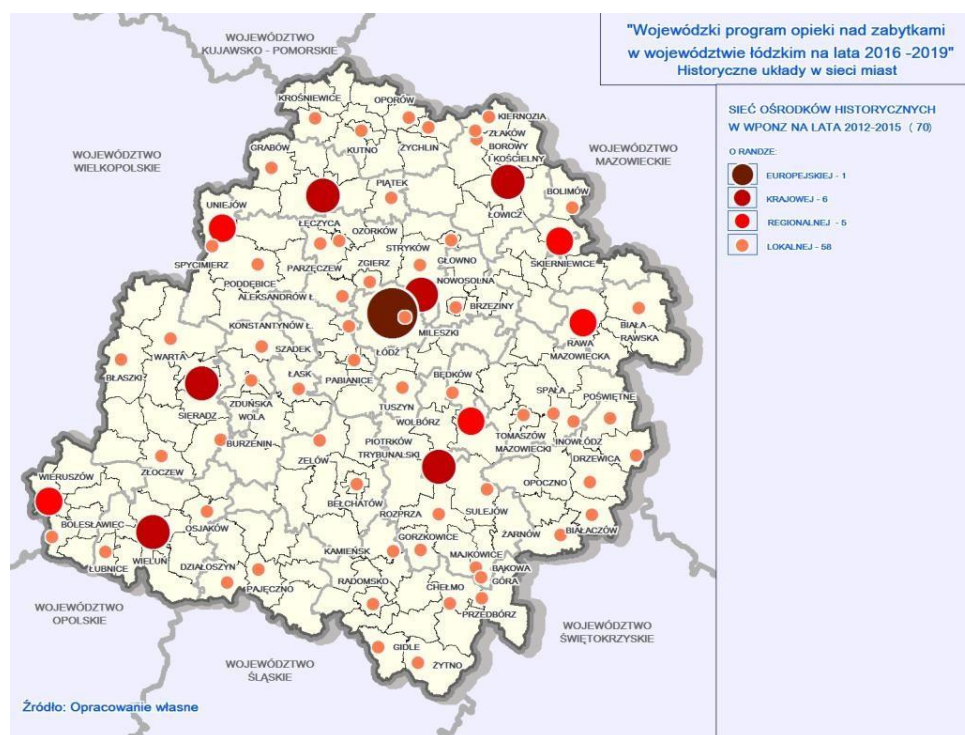 "Wojewódzki program opieki nad zabytkami
w województwie łódzkim na lata 2016 -2019"
Historyczne układy w sieci miast
SIEĆ OŚRODKÓW HISTORYCZNYCH
W WPONZ NA LATA 2012-2015 ( 70)
O RANDZE:
EUROPEJSKIEJ - 1
KRAJOWEJ - 6
REGIONALNEJ - 5
LOKALNEJ - 58
WOJEWÓDZTWO
KUJAWSKO - POMORSKIE
WOJEWÓDZTWO
WIELKOPOLSKIE
WOJEWÓDZTWO
MAZOWIECKIE
KROŚNIEWICE
OPORÓW
KIERNOZIA
KUTNO
ŻYCHLIN
ZŁAKÓW
BOROWY
I KOŚCIELNY
GRABÓW
PIĄTEK
BOLIMÓW
UNIEJÓW
ŁĘCZYCA
OZORKÓW
ŁOWICZ
SPYCIMIERZ
PARZĘCZEW
STRYKÓW
ZGIERZ
GŁOWNO
SKIERNIEWICE
PODDĘBICE
ALEKSANDRÓW Ł.
NOWOSOLNA
BRZEZINY
KONSTANTYNÓW Ł.
MILESZKI
BIAŁA
RAWSKA
WARTA
SZADEK
ŁÓDŹ
RAWA
MAZOWIECKA
BŁASZKI
ŁASK
PABIANICE
BĘDKÓW
SIERADZ
ZDUŃSKA
WOLA
TUSZYN
WOLBÓRZ
SPAŁA
POŚWIĘTNE
TOMASZÓW
MAZOWIECKI
INOWŁÓDZ
BURZENIN
PIOTRKÓW
TRYBUNALSKI
DRZEWICA
ZŁOCZEW
ZELÓW
WIERUSZÓW
BEŁCHATÓW
OPOCZNO
ROZPRZA
SULEJÓW
BOLESŁAWIEC
OSJAKÓW
ŻARNÓW
BIAŁACZÓW
ŁUBNICE
WIELUŃ
DZIAŁOSZYN
KAMIEŃSK
GORZKOWICE
MAJKOWICE
BĄKOWA
GÓRA
PAJĘCZNO
RADOMSKO
CHEŁMO
PRZEDBÓRZ
GIDLE
ŻYTNO
WOJEWÓDZTWO
OPOLSKIE
WOJEWÓDZTWO
ŚLĄSKIE
WOJEWÓDZTWO
ŚWIĘTOKRZYSKIE
Źródło: Opracowanie własne